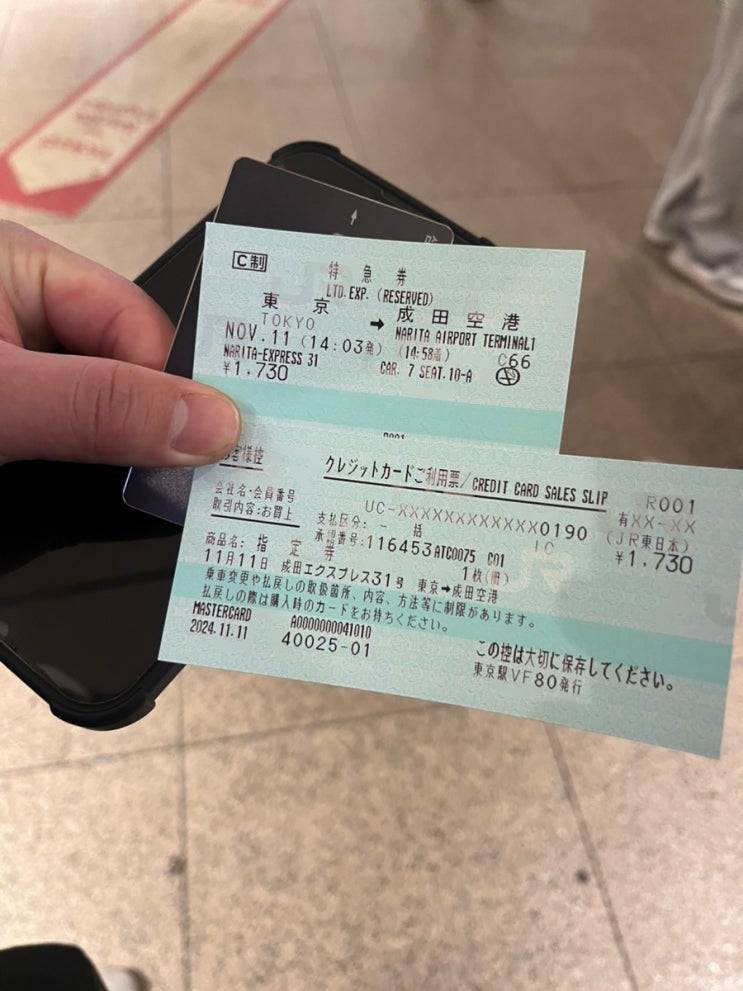 C制
特急券
LTD.EXP. (RESERVED)
東京 ➡ 成田空港
TOKYO NARITA AIRPORT TERMINAL1
NOV.11 (14:03発) (14:58着) C66
NARITA-EXPRESS 31 CAR. 7 SEAT.10-A
¥1,730
R001
客様控
クレジットカードご利用票/CREDIT CARD SALES SLIP R001
会社名・会員番号 UC-XXXXXXXXXXXX0190 有XX-XX
取引内容:お買上 支払区分: 一括 IC (JR東日本)
承認番号:116453 ATC0075 C01 ¥1,730
商品名: 指定券 1枚(冊)
11月11日 成田エクスプレス31号 東京➡成田空港
乗車変更や払戻しの取扱箇所、内容、方法等に制限があります。
払戻しの際は購入時のカードをお持ちください。
MASTERCARD A0000000041010
2024.11.11 40025-01
この控は大切に保存してください。
東京駅VF80発行